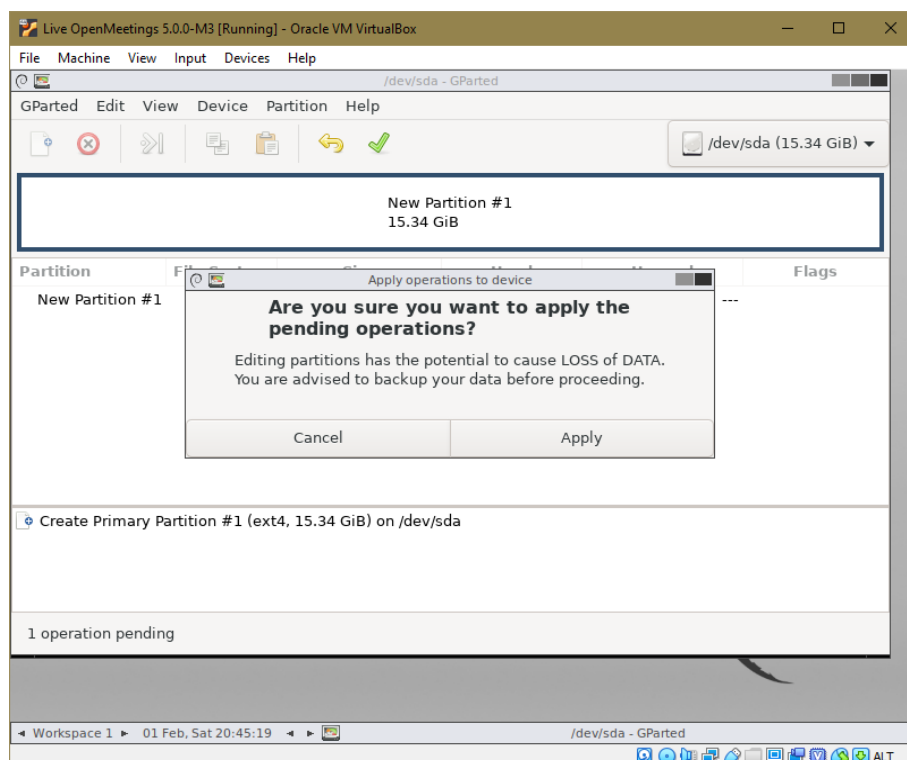 Live OpenMeetings 5.0.0-M3 [Running] - Oracle VM VirtualBox
File Machine View Input Devices Help
/dev/sda - GParted
GParted Edit View Device Partition Help
/dev/sda (15.34 GiB)
New Partition #1
15.34 GiB
Partition Flags
New Partition #1 ---
Apply operations to device
Are you sure you want to apply the
pending operations?
Editing partitions has the potential to cause LOSS of DATA.
You are advised to backup your data before proceeding.
Cancel Apply
Create Primary Partition #1 (ext4, 15.34 GiB) on /dev/sda
1 operation pending
Workspace 1 01 Feb, Sat 20:45:19 /dev/sda - GParted
ALT